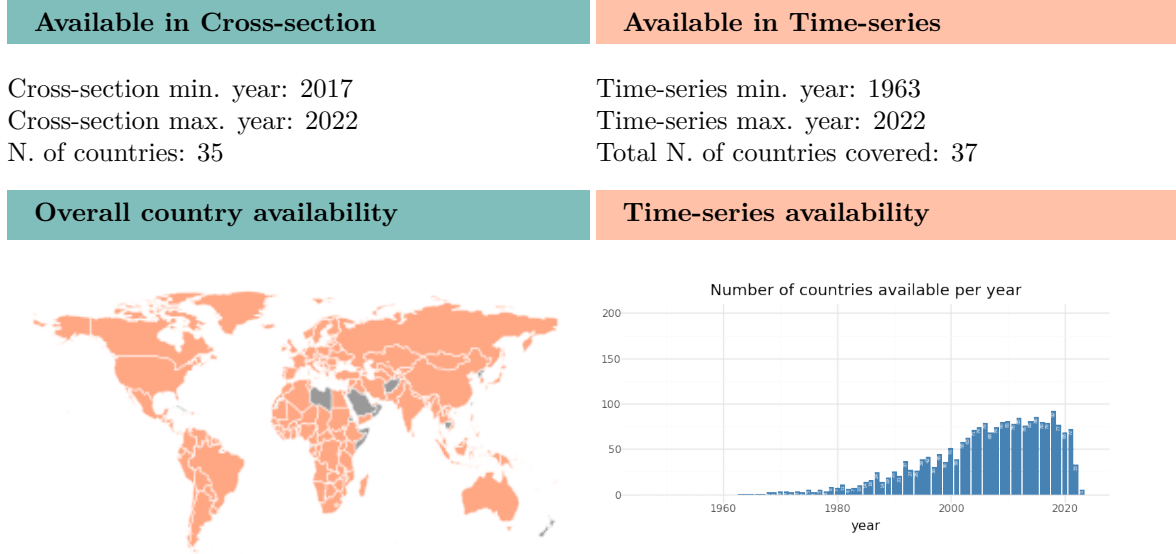 Available in Cross-section
Available in Time-series
Cross-section min. year: 2017
Cross-section max. year: 2022
N. of countries: 35
Time-series min. year: 1963
Time-series max. year: 2022
Total N. of countries covered: 37
Overall country availability
Time-series availability
Number of countries available per year
200
150
100
50
0
1960
1980
2000
2020
year